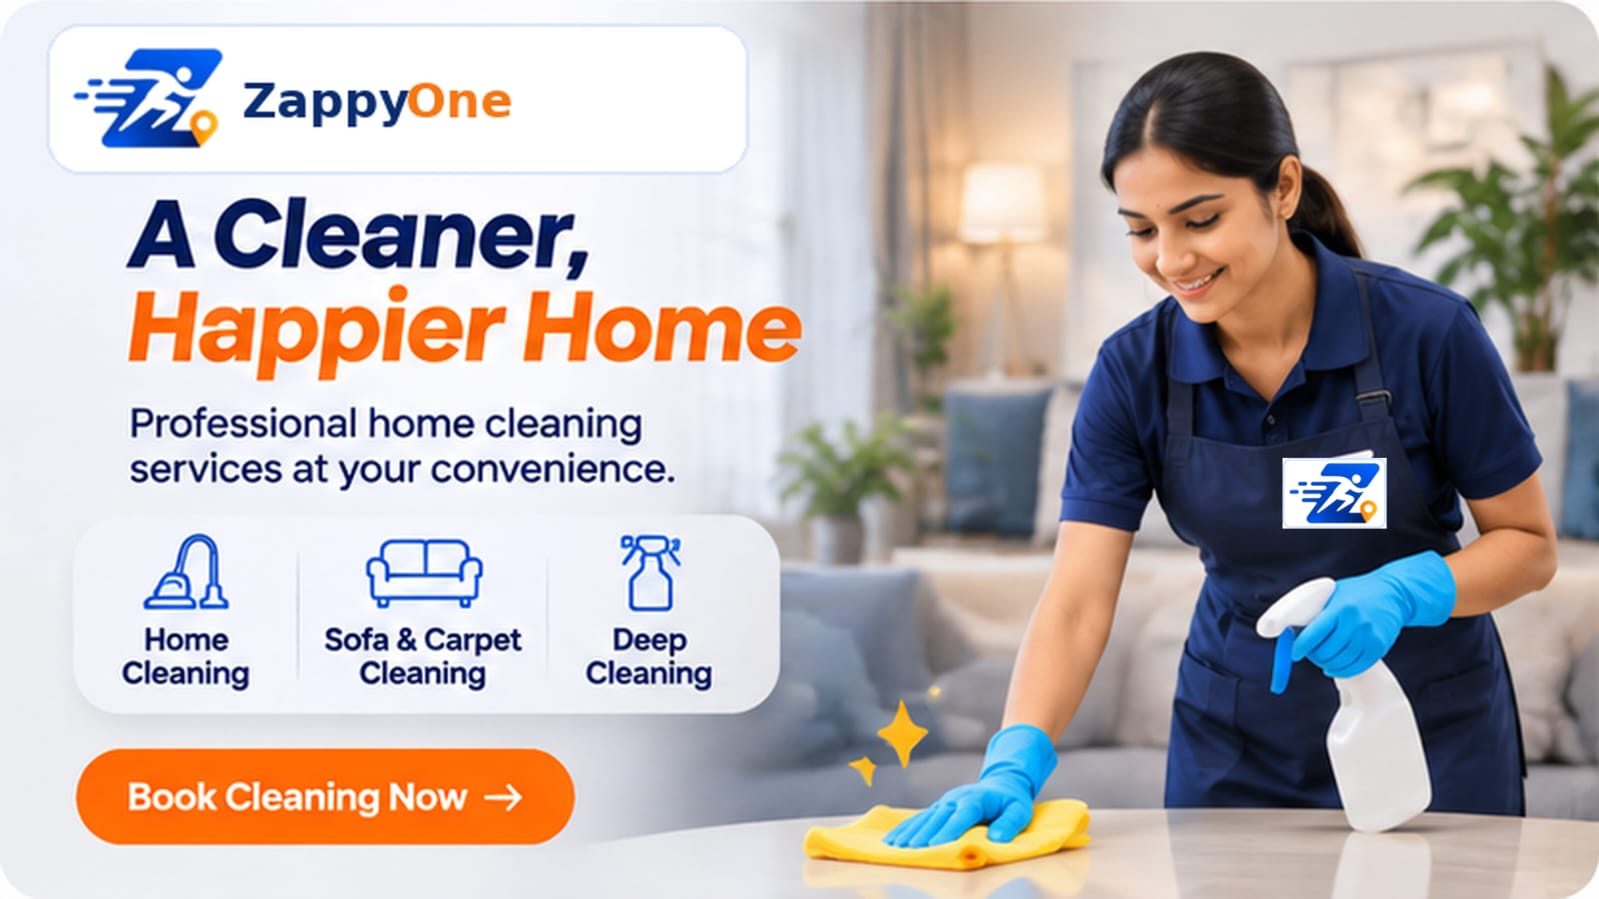 ZappyOne
A Cleaner,
Happier Home
Professional home cleaning
services at your convenience.
Home
Cleaning
Sofa & Carpet
Cleaning
Deep
Cleaning
Book Cleaning Now →